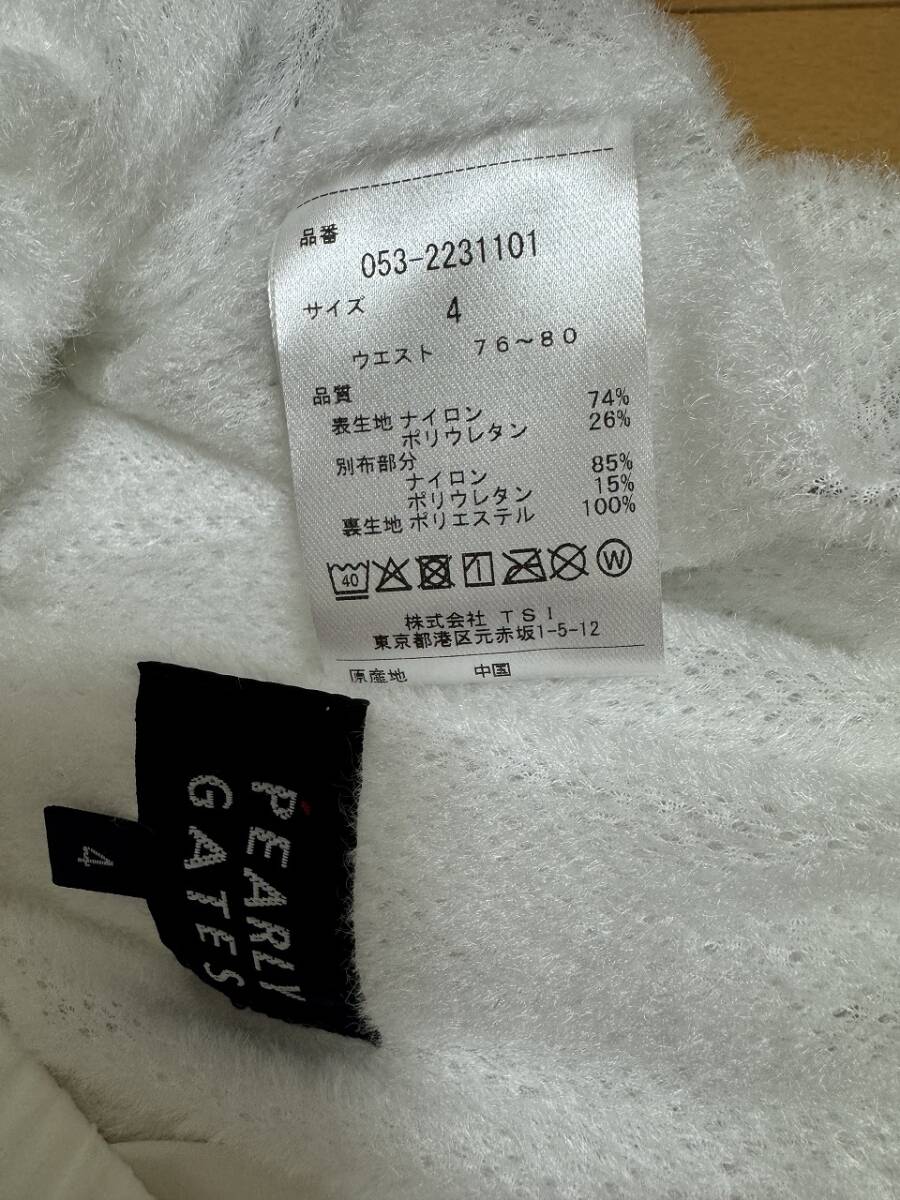 品番
053-2231101
サイズ 4
ウエスト 76~80
品質
表生地 ナイロン 74%
ポリウレタン 26%
別布部分
ナイロン 85%
ポリウレタン 15%
裏生地 ポリエステル 100%
40 1 W
株式会社 TSI
東京都港区元赤坂1-5-12
原産地 中国
PEARLY
GATES
4